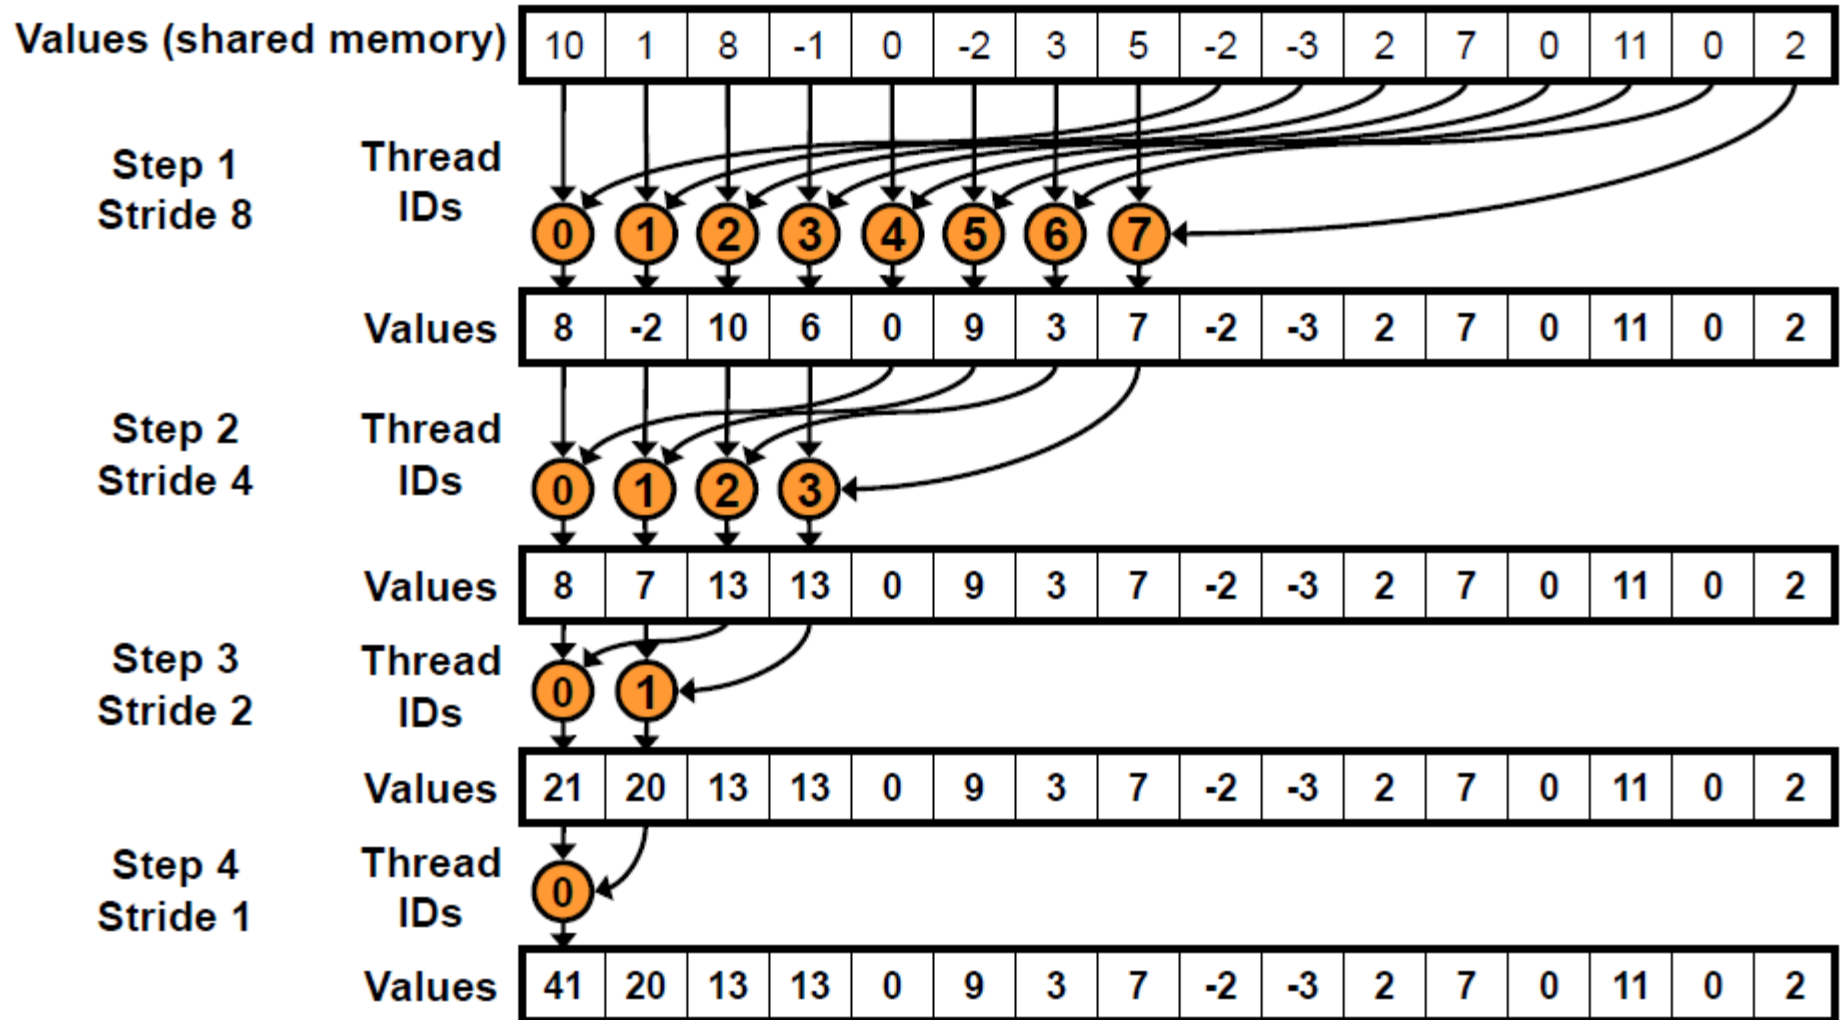 Values (shared memory) 10 1 8 -1 0 -2 3 5 -2 -3 2 7 0 11 0 2
Step 1 Thread
Stride 8 IDs
0 1 2 3 4 5 6 7
Values 8 -2 10 6 0 9 3 7 -2 -3 2 7 0 11 0 2
Step 2 Thread
Stride 4 IDs
0 1 2 3
Values 8 7 13 13 0 9 3 7 -2 -3 2 7 0 11 0 2
Step 3 Thread
Stride 2 IDs
0 1
Values 21 20 13 13 0 9 3 7 -2 -3 2 7 0 11 0 2
Step 4 Thread
Stride 1 IDs
0
Values 41 20 13 13 0 9 3 7 -2 -3 2 7 0 11 0 2